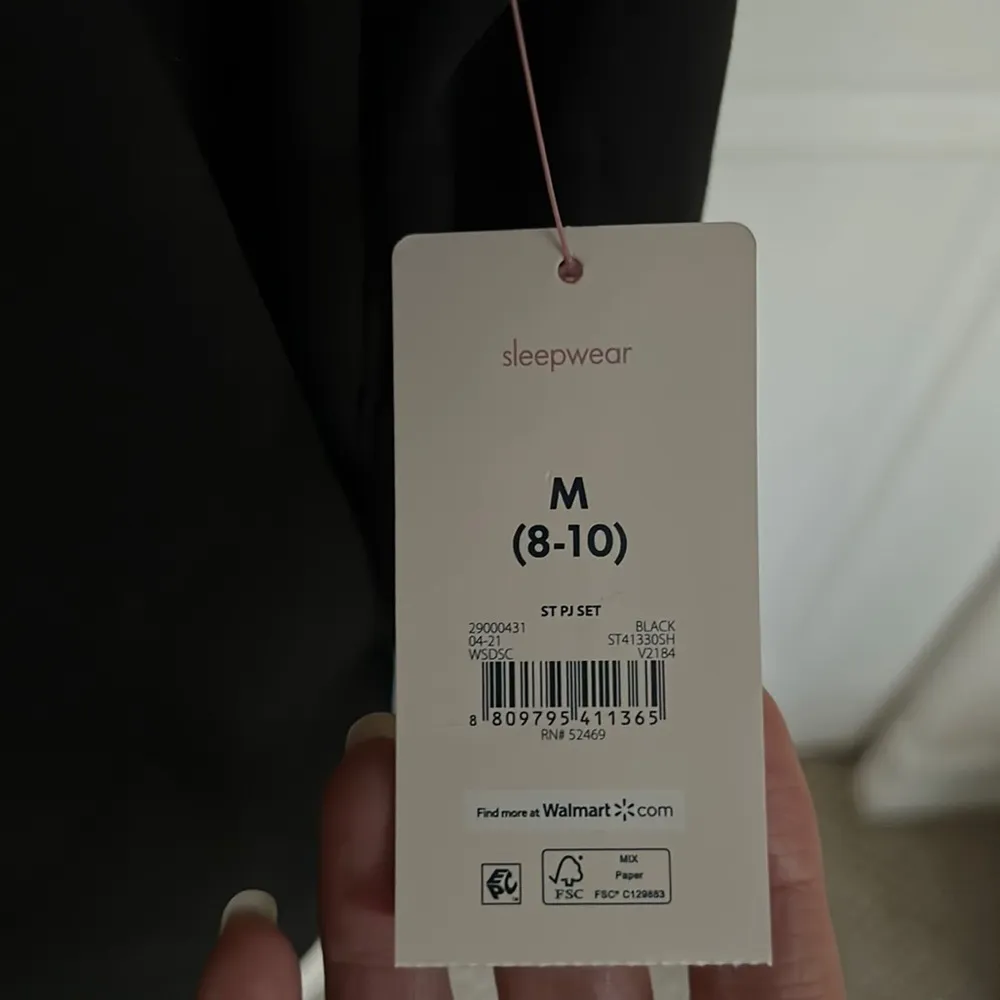 sleepwear
M
(8-10)
ST PJ SET
29000431 BLACK
04-21 ST41330SH
WSDSC V2184
8 809795 411365
RN# 52469
Find more at Walmart com
EPC
MIX
Paper
FSC FSC® C129883